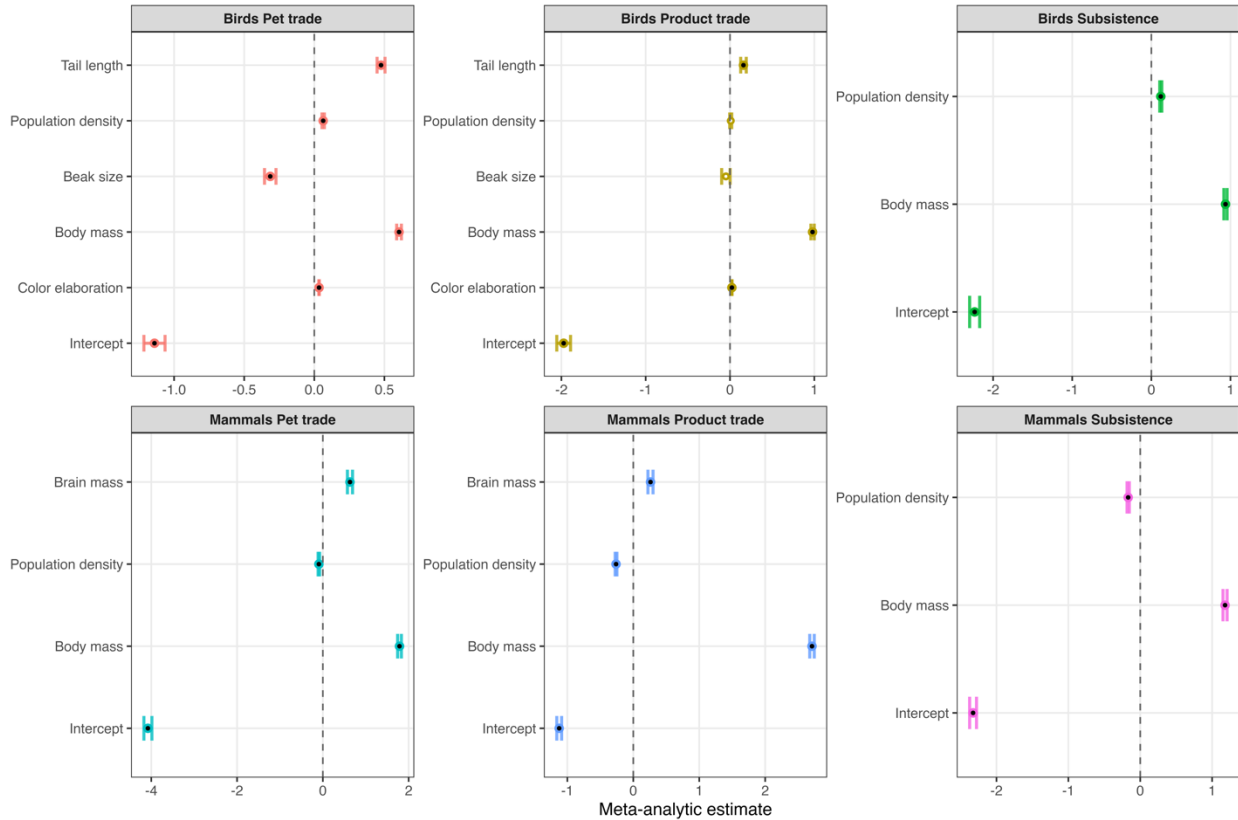 Birds Pet trade
Tail length
Population density
Beak size
Body mass
Color elaboration
Intercept
-1.0 -0.5 0.0 0.5
Birds Product trade
Tail length
Population density
Beak size
Body mass
Color elaboration
Intercept
-2 -1 0 1
Birds Subsistence
Population density
Body mass
Intercept
-2 -1 0 1
Mammals Pet trade
Brain mass
Population density
Body mass
Intercept
-4 -2 0 2
Mammals Product trade
Brain mass
Population density
Body mass
Intercept
-1 0 1 2
Mammals Subsistence
Population density
Body mass
Intercept
-2 -1 0 1
Meta-analytic estimate